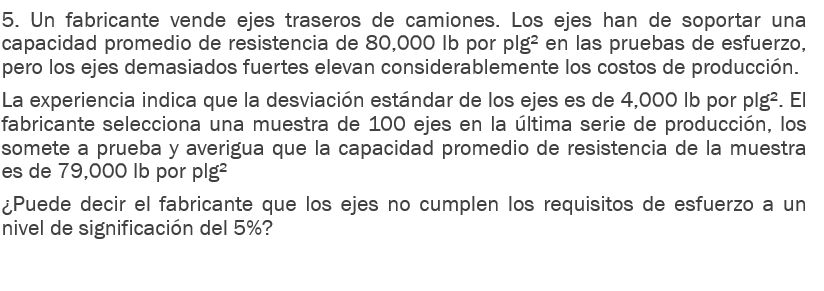 5. Un fabricante vende ejes traseros de camiones. Los ejes han de soportar una
capacidad promedio de resistencia de 80,000 lb por plg² en las pruebas de esfuerzo,
pero los ejes demasiados fuertes elevan considerablemente los costos de producción.
La experiencia indica que la desviación estándar de los ejes es de 4,000 lb por plg². El
fabricante selecciona una muestra de 100 ejes en la última serie de producción, los
somete a prueba y averigua que la capacidad promedio de resistencia de la muestra
es de 79,000 lb por plg²
¿Puede decir el fabricante que los ejes no cumplen los requisitos de esfuerzo a un
nivel de significación del 5%?